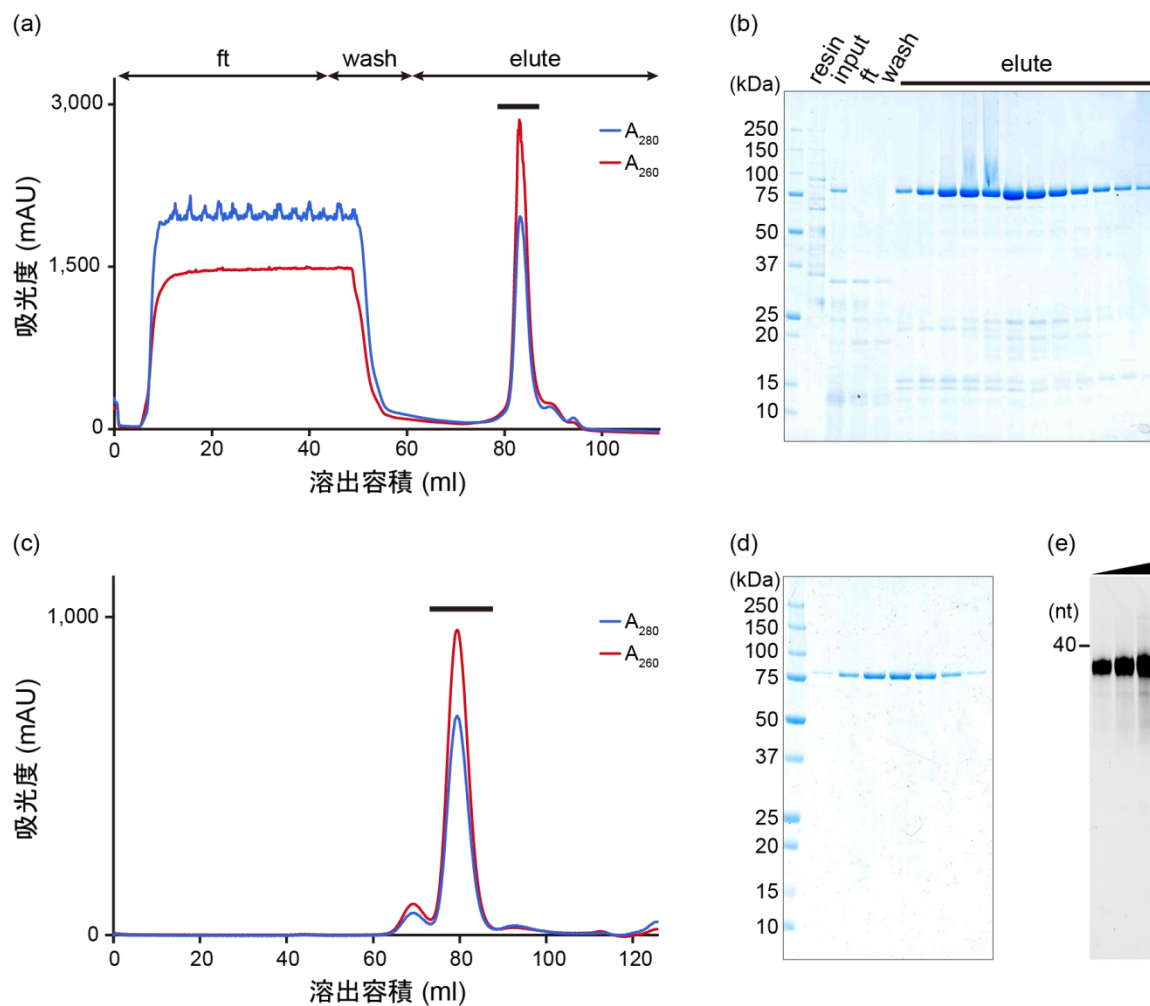 (a)
ft wash elute
3,000
1,500
0
吸光度 (mAU)
A280
A260
0 20 40 60 80 100
溶出容積 (ml)
(b)
(kDa) resin input ft wash elute
250
150
100
75
50
37
25
20
15
10
(c)
1,000
0
吸光度 (mAU)
A280
A260
0 20 40 60 80 100 120
溶出容積 (ml)
(d)
(kDa)
250
150
100
75
50
37
25
20
15
10
(e)
(nt)
40